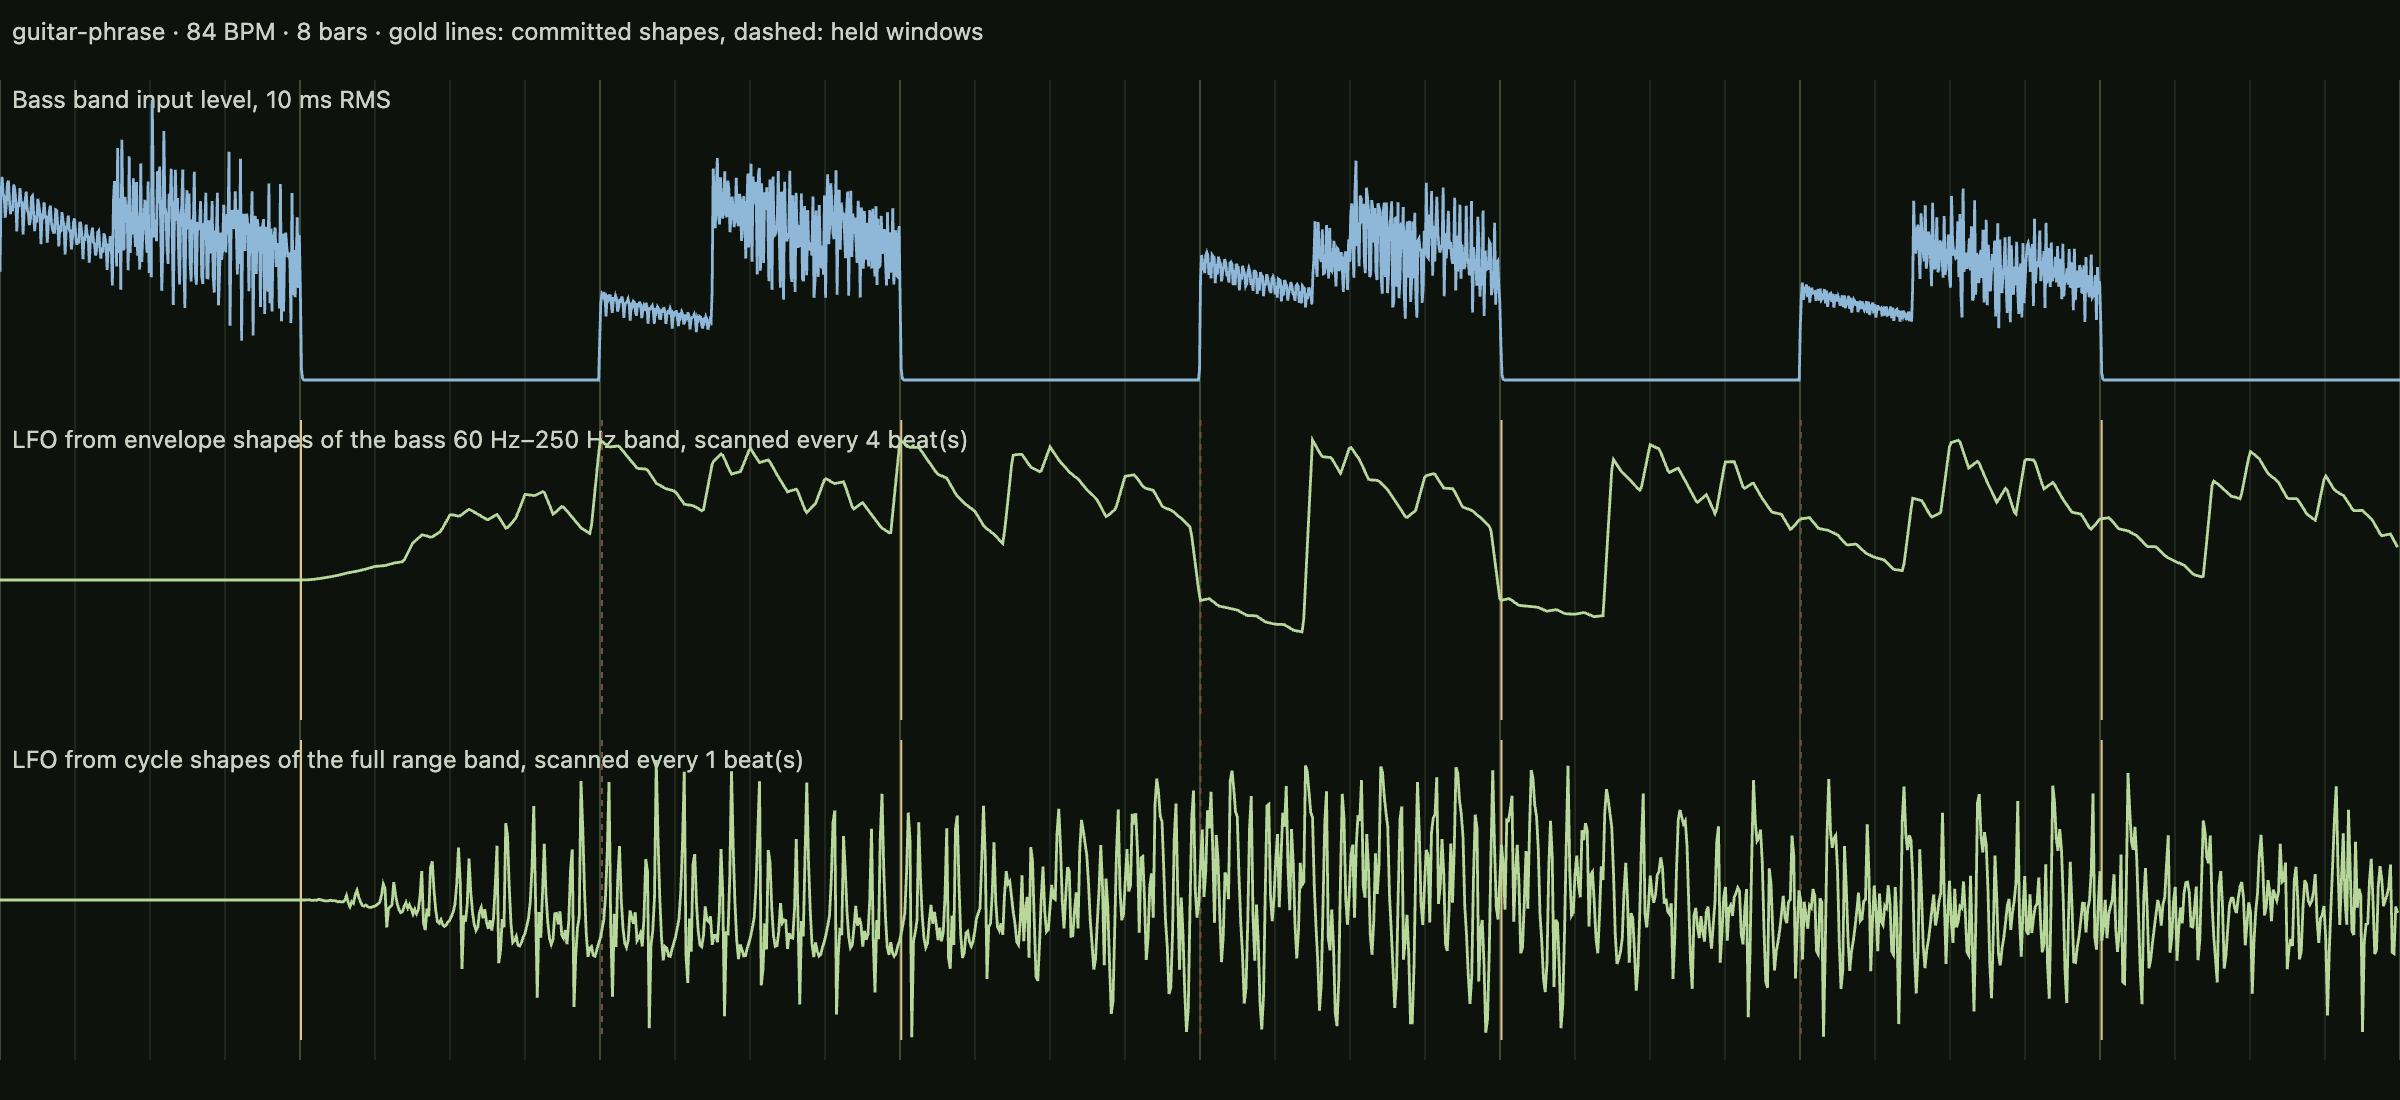 guitar-phrase · 84 BPM · 8 bars · gold lines: committed shapes, dashed: held windows
Bass band input level, 10 ms RMS
LFO from envelope shapes of the bass 60 Hz–250 Hz band, scanned every 4 beat(s)
LFO from cycle shapes of the full range band, scanned every 1 beat(s)